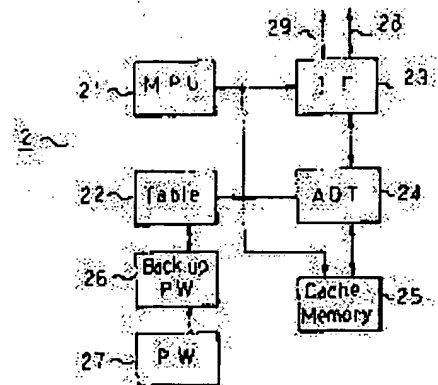 29
28
21
MPU
IF
23
2
22
Table
ADT
24
26
Back up
PW
Cache
Memory
25
27
PW